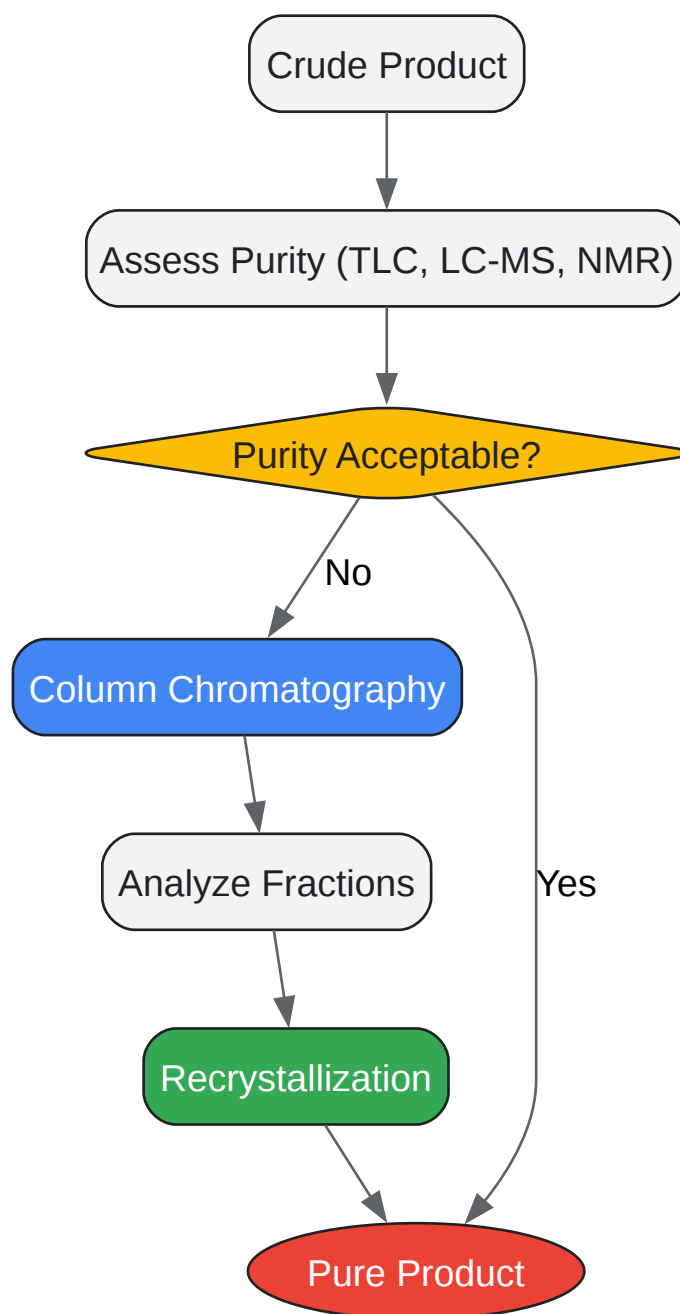 Crude Product
Assess Purity (TLC, LC-MS, NMR)
Purity Acceptable?
No
Column Chromatography
Analyze Fractions
Yes
Recrystallization
Pure Product